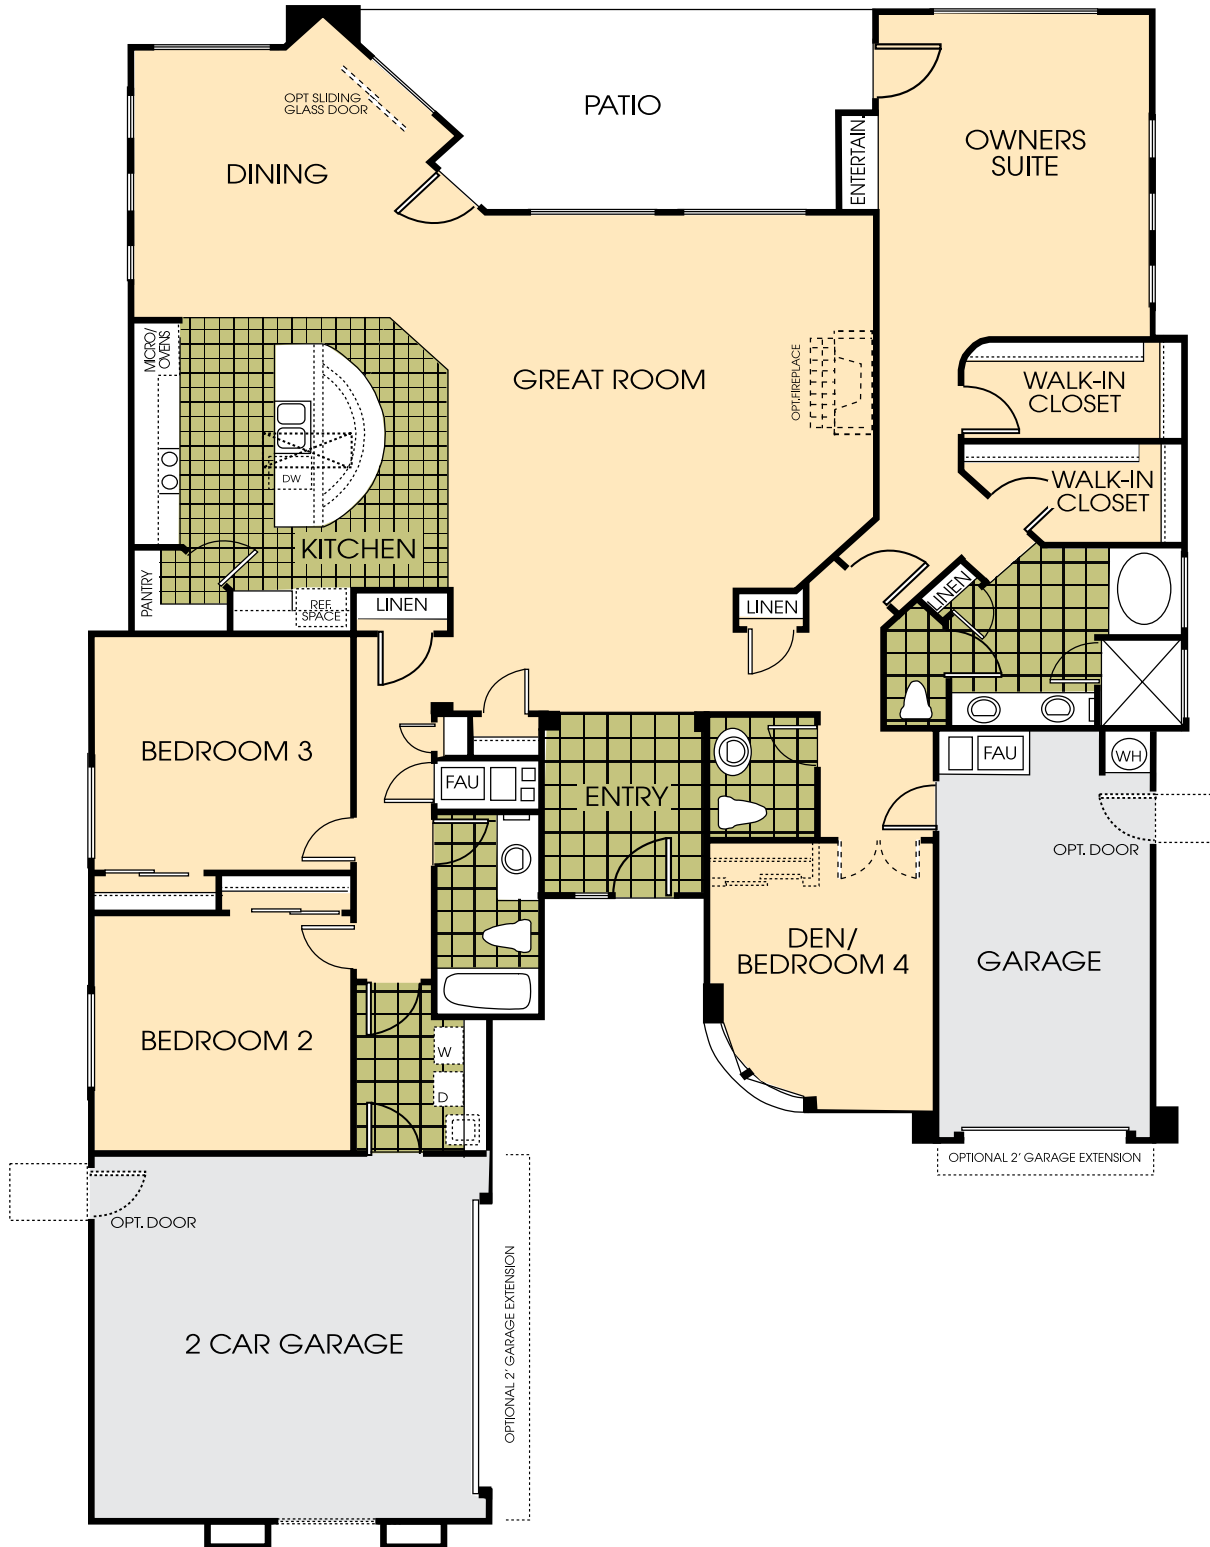 PATIO
OPT SLIDING
GLASS DOOR
DINING
ENTERTAIN.
OWNERS
SUITE
MICRO/
OVENS
GREAT ROOM
OPT.FIREPLACE
WALK-IN
CLOSET
WALK-IN
CLOSET
DW
KITCHEN
PANTRY
REF.
SPACE
LINEN
LINEN
LINEN
BEDROOM 3
FAU
ENTRY
FAU
WH
OPT. DOOR
DEN/
BEDROOM 4
GARAGE
BEDROOM 2
W
D
OPTIONAL 2' GARAGE EXTENSION
OPT. DOOR
2 CAR GARAGE
OPTIONAL 2' GARAGE EXTENSION